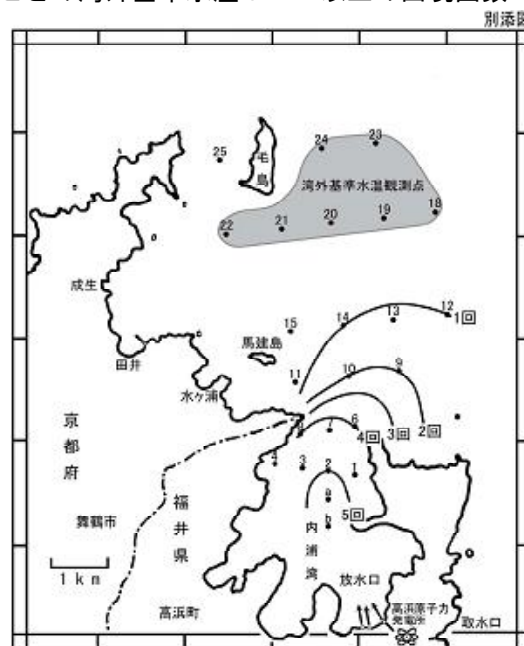 別添図
25
毛島
24
23
湾外基準水温観測点
22
21
20
19
18
成生
15
馬建島
14
13
12
1回
田井
11
10
9
水ヶ浦
2回
3回
7
6
4回
4
3
2
1
京都府
a
5回
福井県
b
内浦湾
舞鶴市
1km
放水口
高浜町
高浜原子力
発電所
取水口